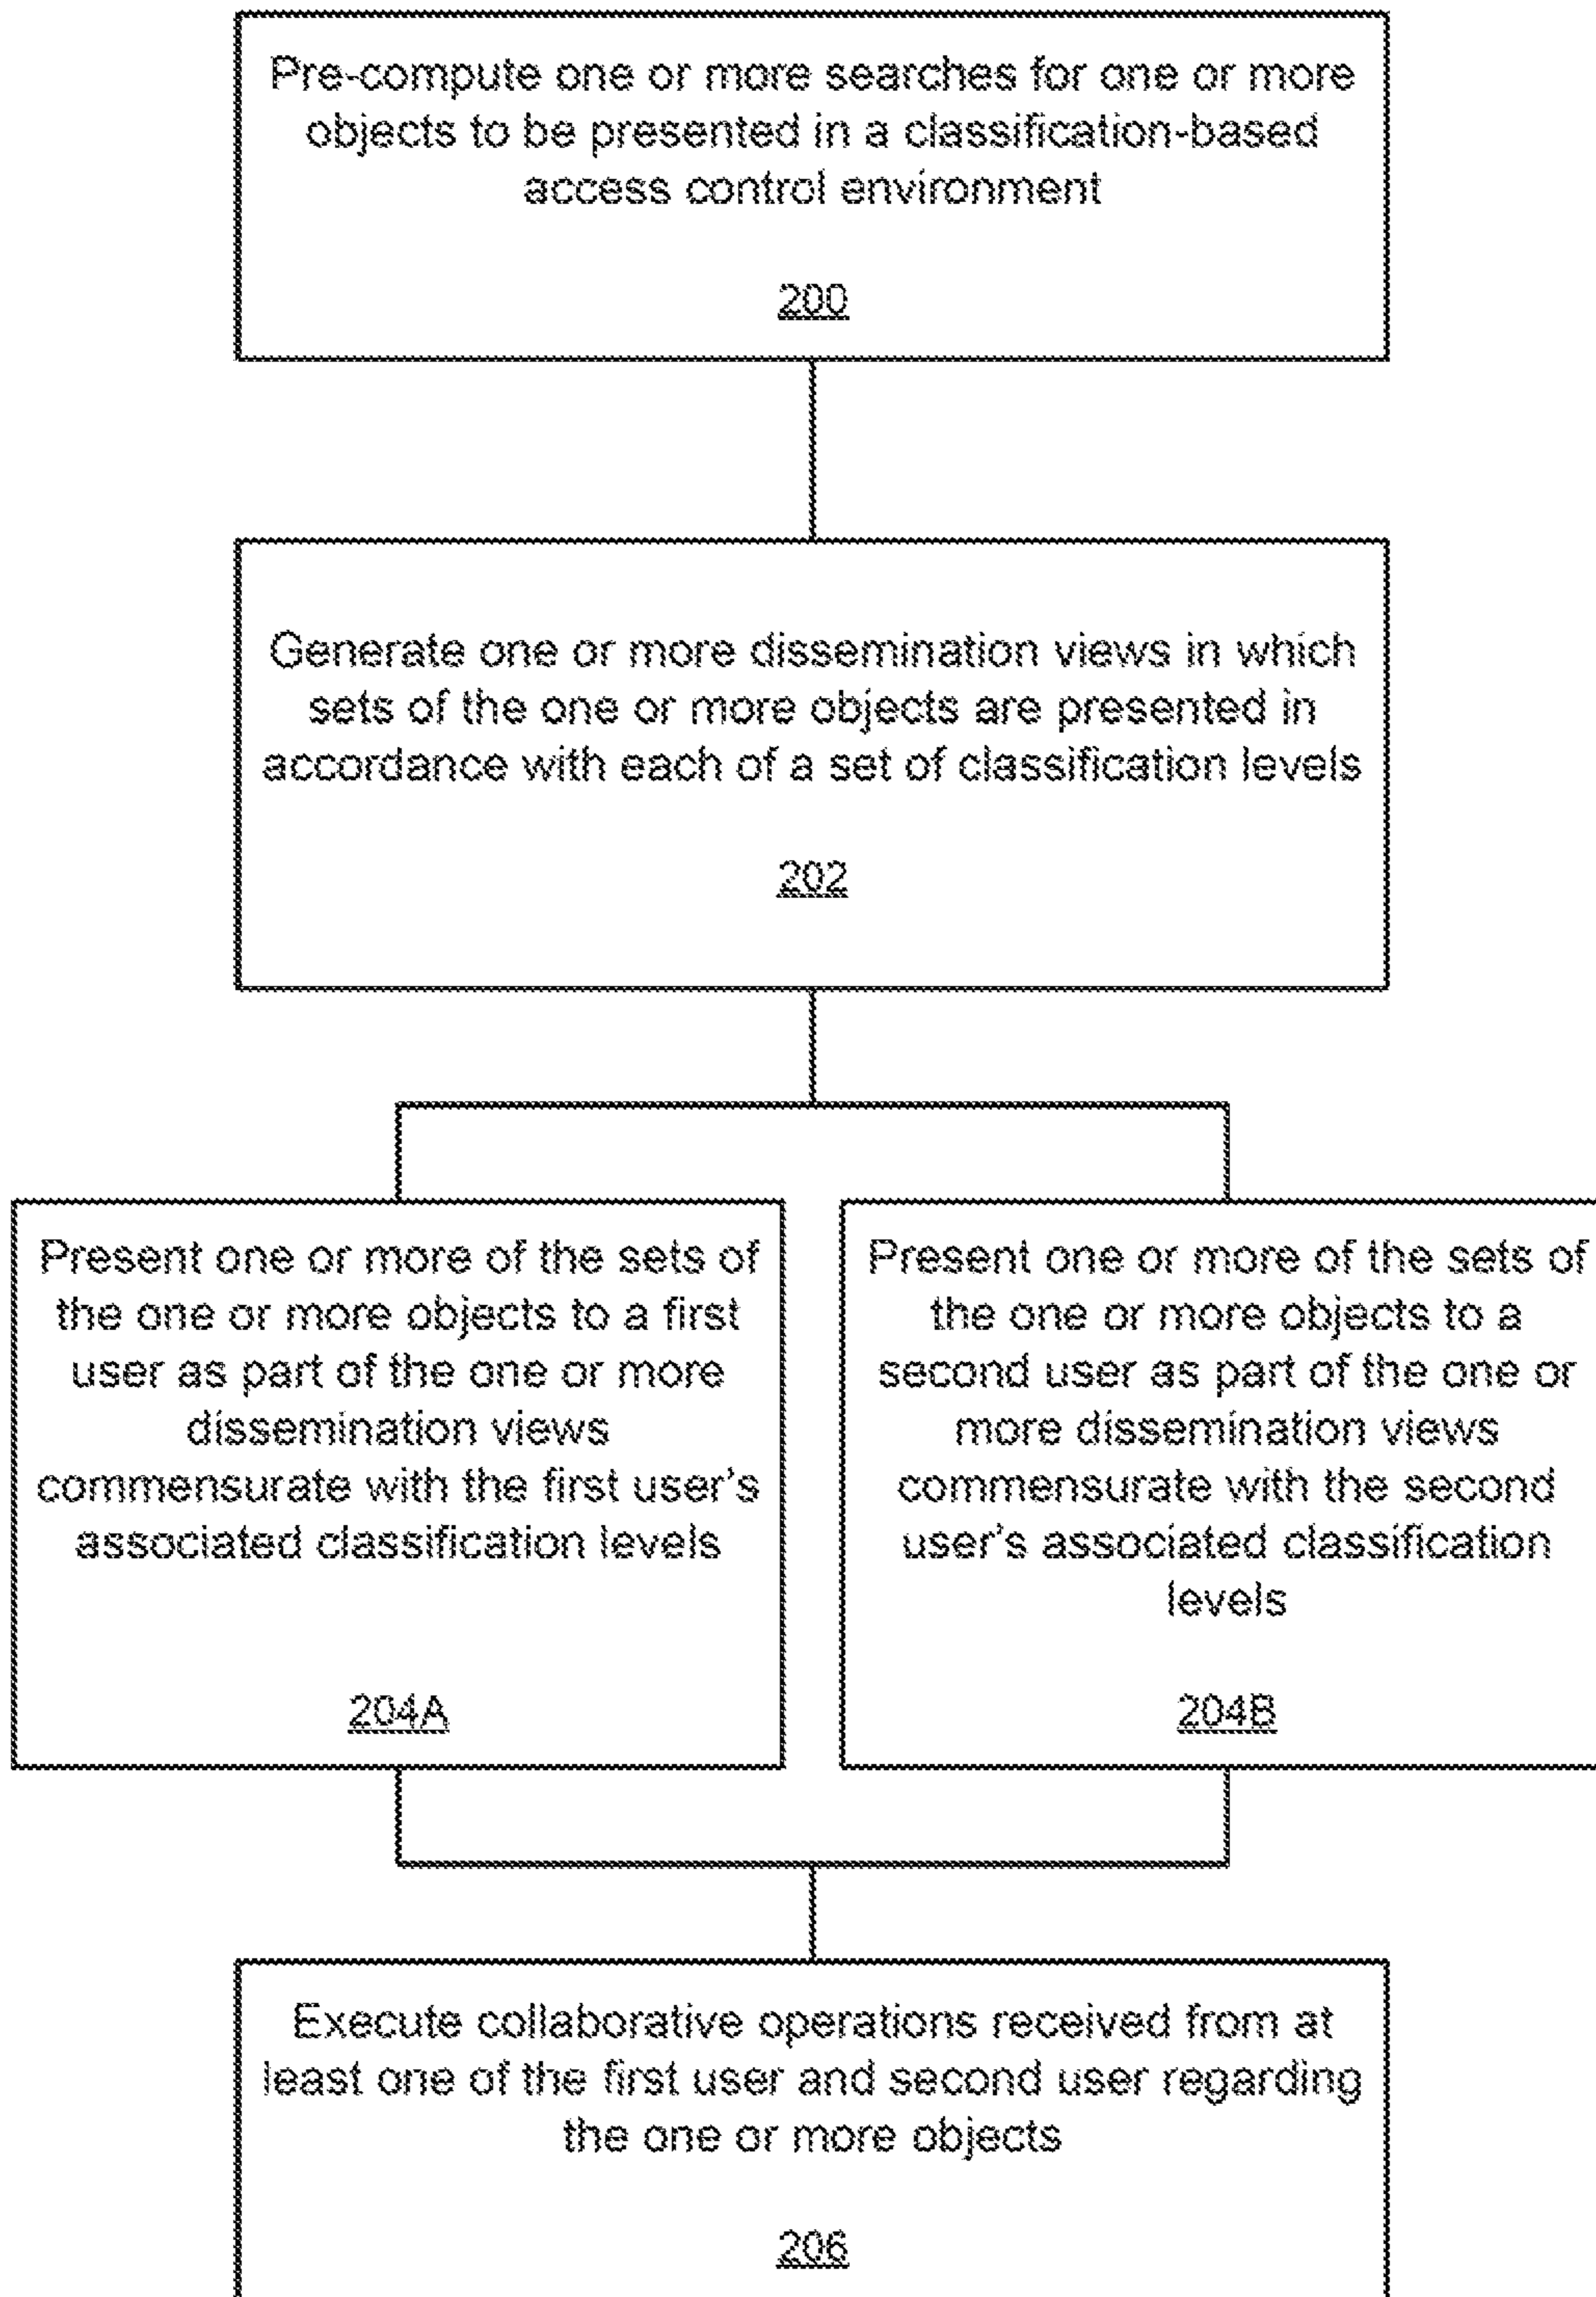 Pre-compute one or more searches for one or more
objects to be presented in a classification-based
access control environment
200
Generate one or more dissemination views in which
sets of the one or more objects are presented in
accordance with each of a set of classification levels
202
Present one or more of the sets of
the one or more objects to a first
user as part of the one or more
dissemination views
commensurate with the first user's
associated classification levels
204A
Present one or more of the sets of
the one or more objects to a
second user as part of the one or
more dissemination views
commensurate with the second
user's associated classification
levels
204B
Execute collaborative operations received from at
least one of the first user and second user regarding
the one or more objects
206